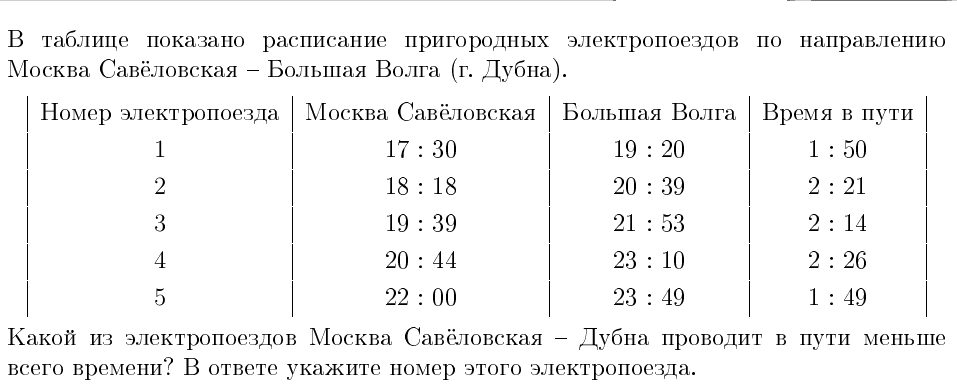 В таблице показано расписание пригородных электропоездов по направлению
Москва Савёловская – Большая Волга (г. Дубна).
Номер электропоезда Москва Савёловская Большая Волга Время в пути
1 17 : 30 19 : 20 1 : 50
2 18 : 18 20 : 39 2 : 21
3 19 : 39 21 : 53 2 : 14
4 20 : 44 23 : 10 2 : 26
5 22 : 00 23 : 49 1 : 49
Какой из электропоездов Москва Савёловская – Дубна проводит в пути меньше
всего времени? В ответе укажите номер этого электропоезда.